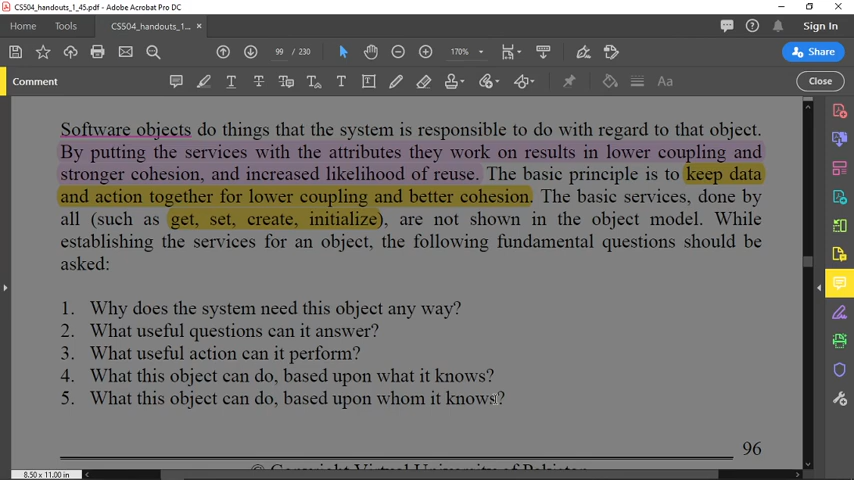 CS504_handouts_1_45.pdf - Adobe Acrobat Pro DC
Home Tools CS504_handouts_1... × Sign In
99 / 230 170% Share
Comment Close
Software objects do things that the system is responsible to do with regard to that object.
By putting the services with the attributes they work on results in lower coupling and
stronger cohesion, and increased likelihood of reuse. The basic principle is to keep data
and action together for lower coupling and better cohesion. The basic services, done by
all (such as get, set, create, initialize), are not shown in the object model. While
establishing the services for an object, the following fundamental questions should be
asked:
1. Why does the system need this object any way?
2. What useful questions can it answer?
3. What useful action can it perform?
4. What this object can do, based upon what it knows?
5. What this object can do, based upon whom it knows?
96
© Copyright Virtual University of Pakistan
8.50 x 11.00 in